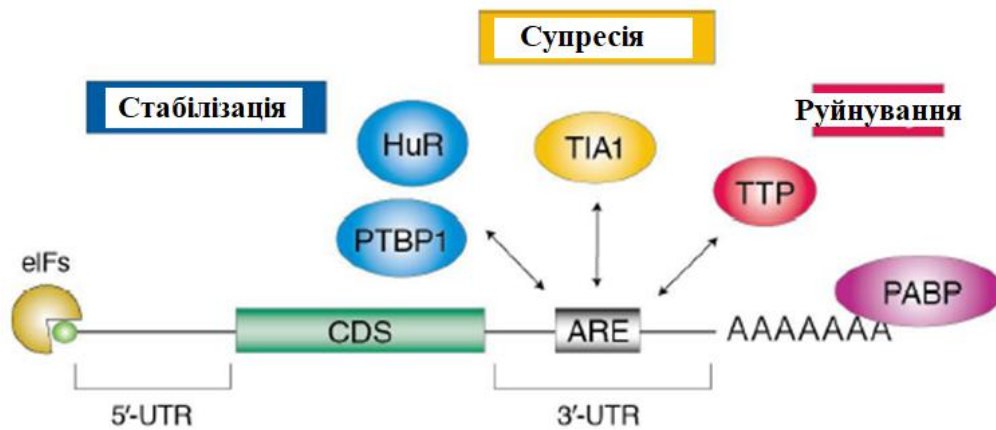 Супресія
Стабілізація
Руйнування
HuR
TIA1
TTP
PTBP1
eIFs
PABP
CDS
ARE
AAAAAAA
5′-UTR
3′-UTR